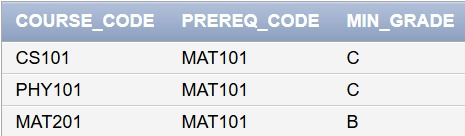 COURSE_CODE PREREQ_CODE MIN_GRADE
CS101 MAT101 C
PHY101 MAT101 C
MAT201 MAT101 B